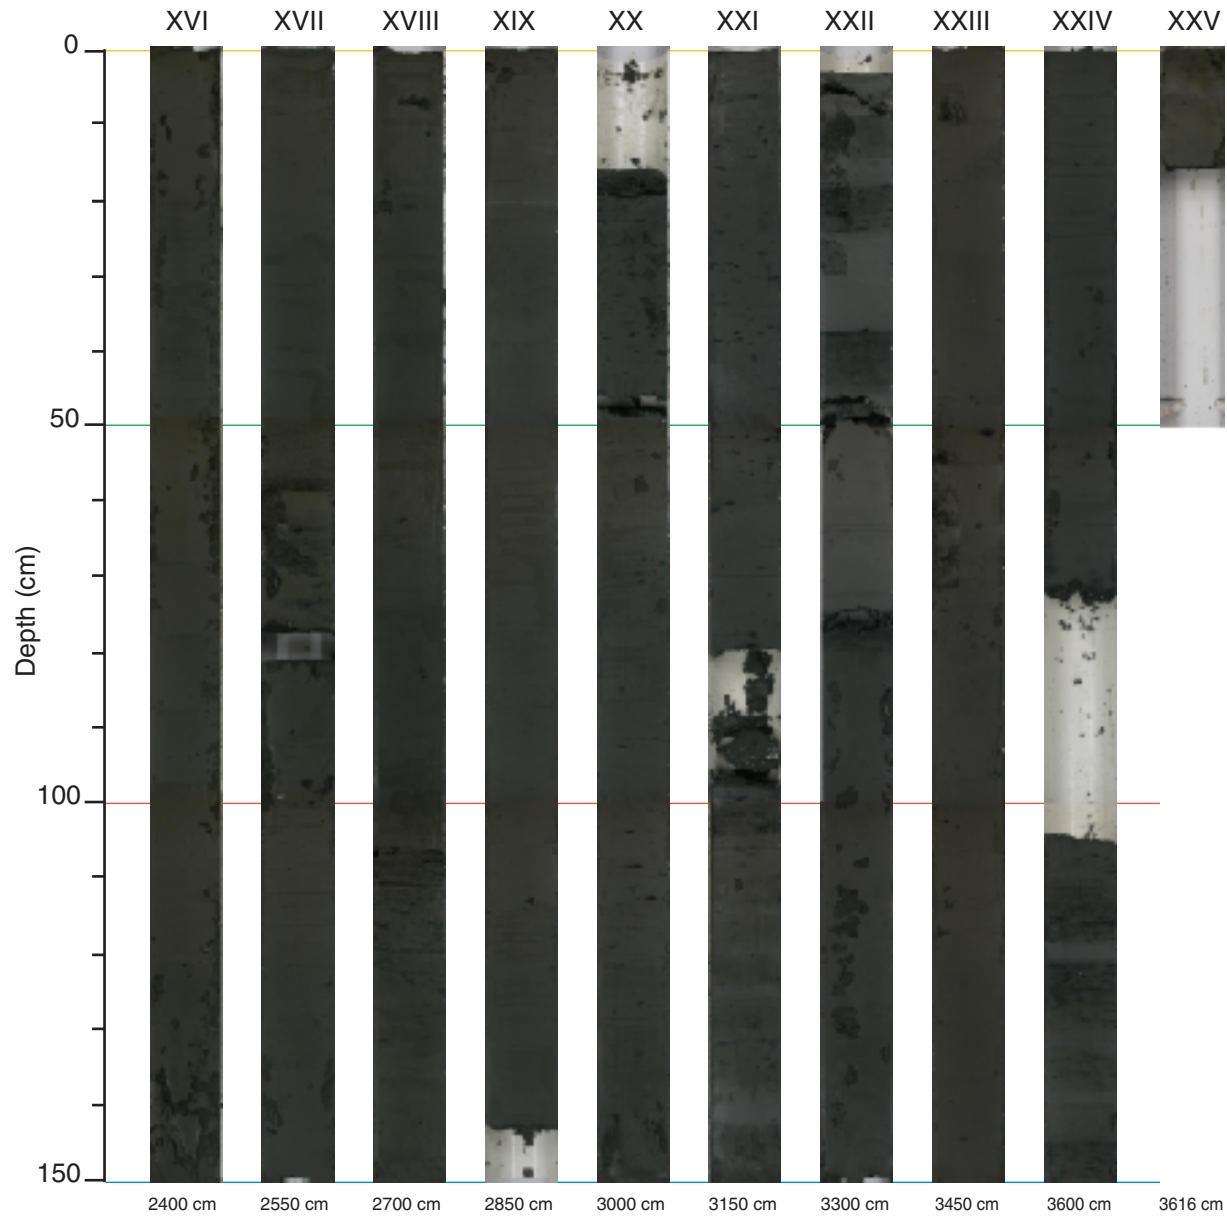 XVI XVII XVIII XIX XX XXI XXII XXIII XXIV XXV
0
50
100
150
Depth (cm)
2400 cm 2550 cm 2700 cm 2850 cm 3000 cm 3150 cm 3300 cm 3450 cm 3600 cm 3616 cm